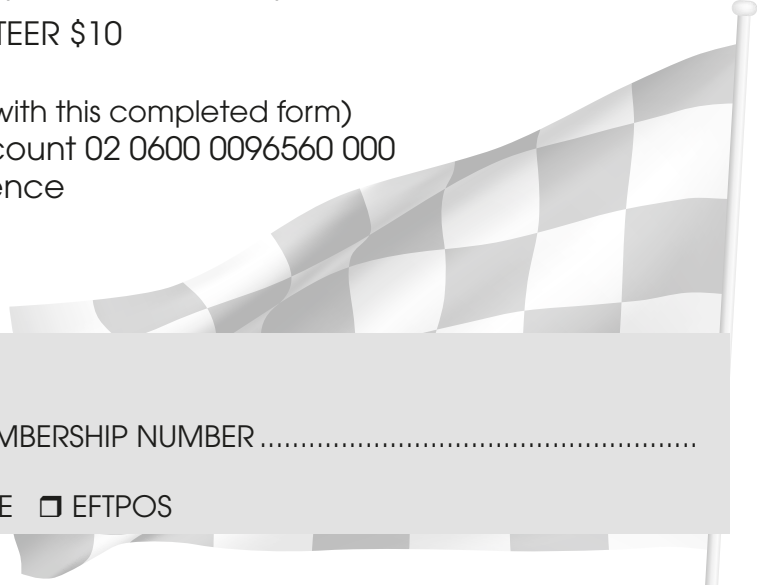 TEER $10
with this completed form)
count 02 0600 0096560 000
ence
MBERSHIP NUMBER......................................................
E ❒ EFTPOS